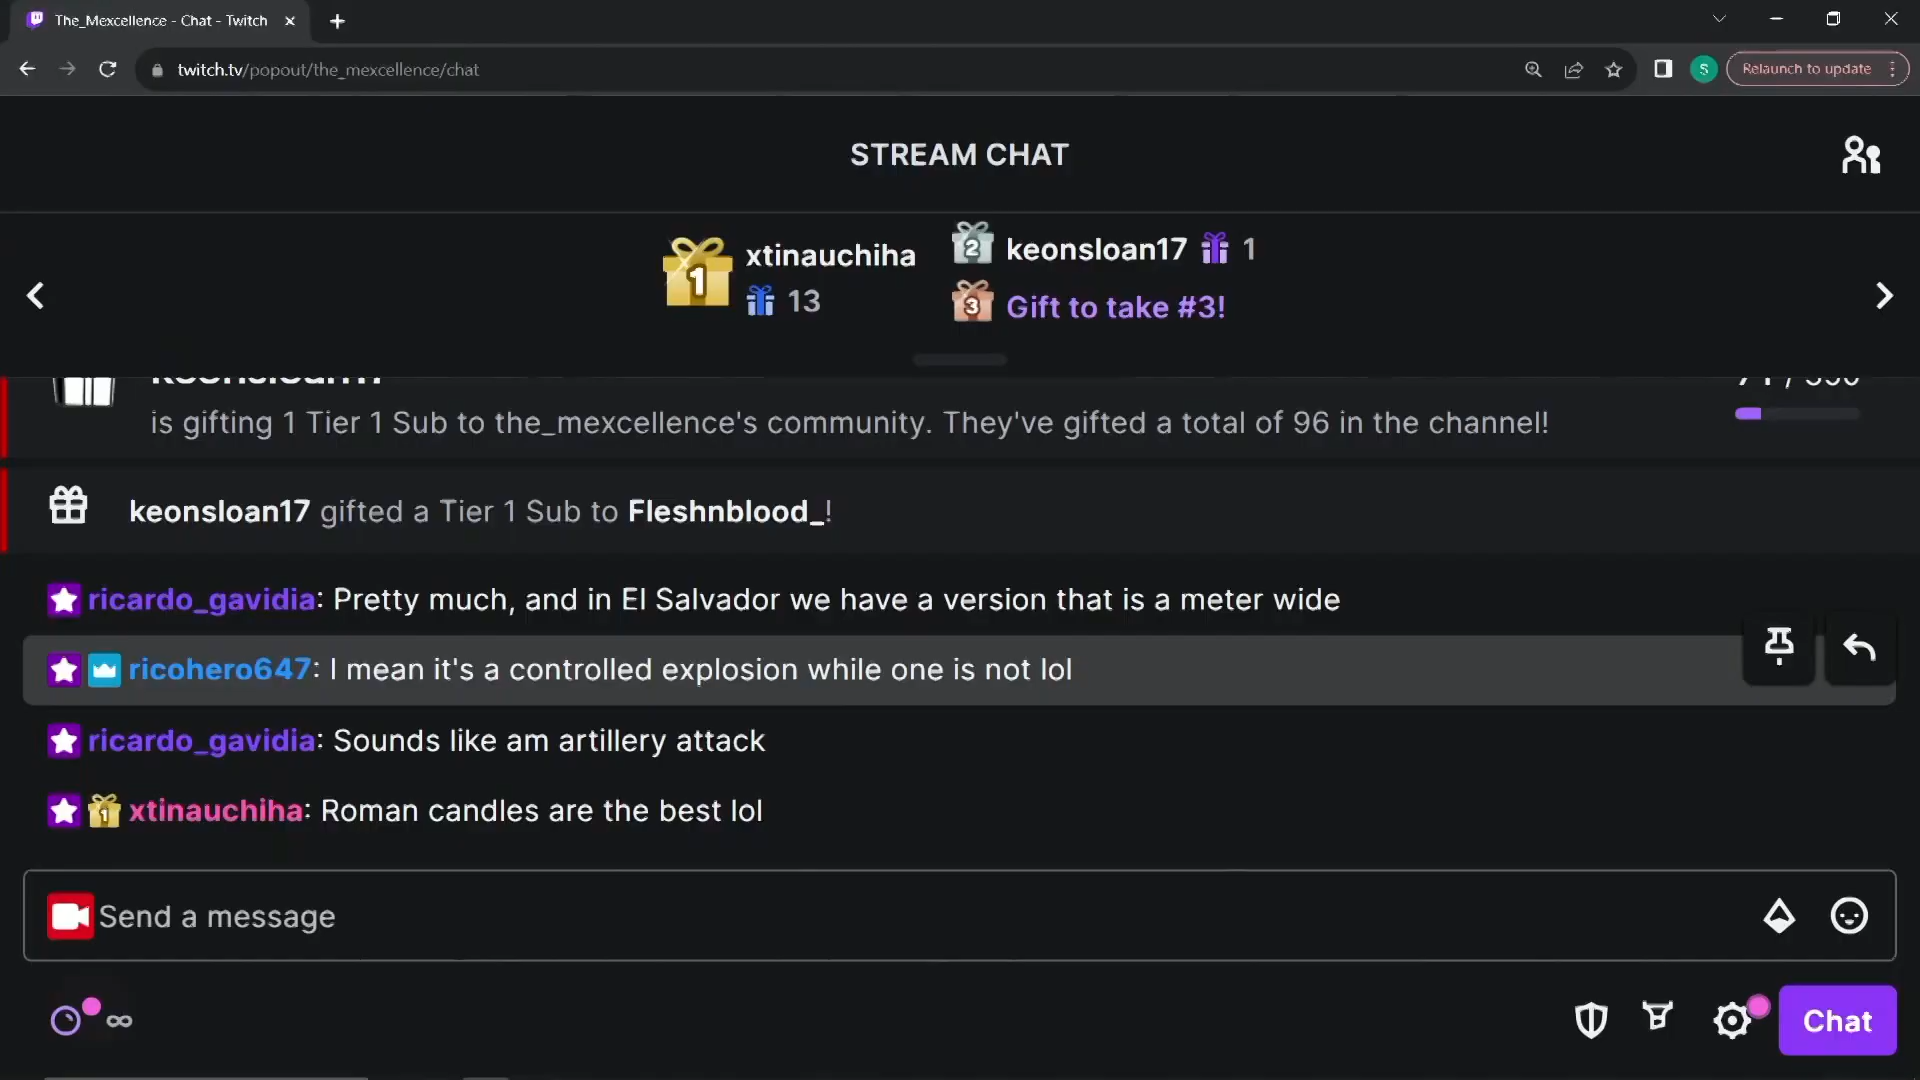 The_Mexcellence - Chat - Twitch
twitch.tv/popout/the_mexcellence/chat
S
Relaunch to update
STREAM CHAT
1 xtinauchiha
13
2 keonsloan17 1
3 Gift to take #3!
keonsloan17
is gifting 1 Tier 1 Sub to the_mexcellence's community. They've gifted a total of 96 in the channel!
keonsloan17 gifted a Tier 1 Sub to Fleshnblood_!
ricardo_gavidia: Pretty much, and in El Salvador we have a version that is a meter wide
ricohero647: I mean it's a controlled explosion while one is not lol
ricardo_gavidia: Sounds like am artillery attack
1 xtinauchiha: Roman candles are the best lol
Send a message
Chat